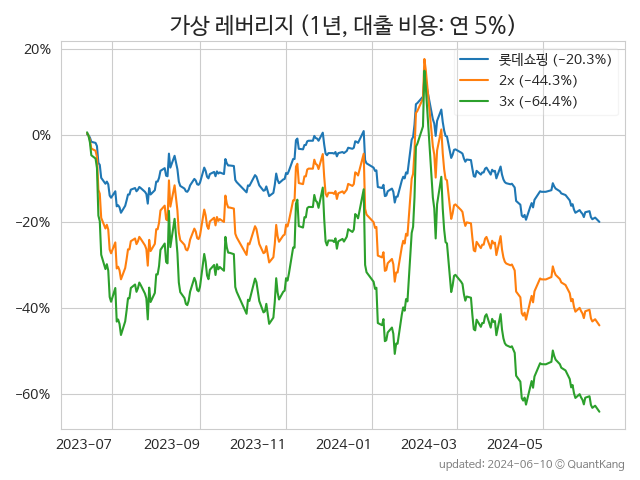 가상 레버리지 (1년, 대출 비용: 연 5%)
롯데쇼핑 (−20.3%)
2x (−44.3%)
3x (−64.4%)
20%
0%
−20%
−40%
−60%
2023-07 2023-09 2023-11 2024-01 2024-03 2024-05
updated: 2024-06-10 © QuantKang